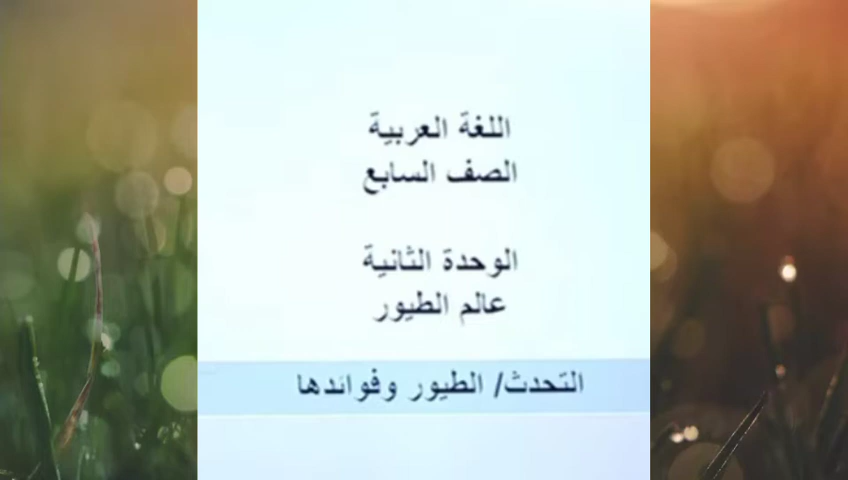 اللغة العربية
الصف السابع
الوحدة الثانية
عالم الطيور
التحدث/ الطيور وفوائدها